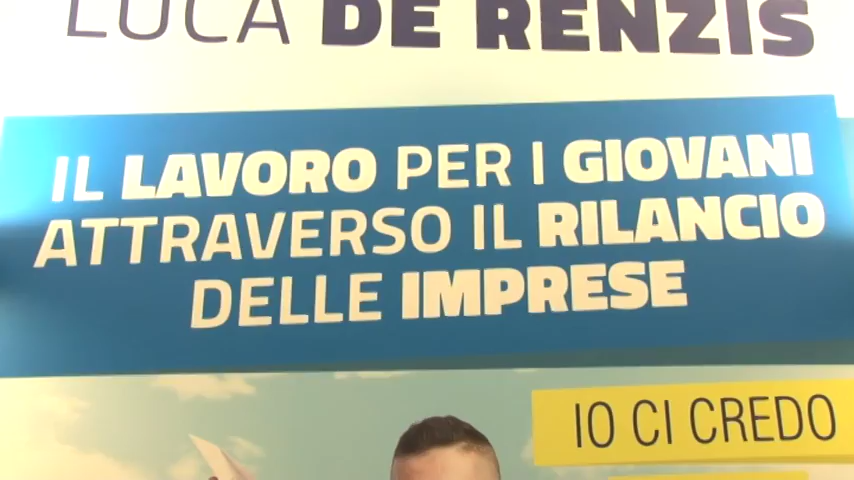 LUCA DE RENZIS
IL LAVORO PER I GIOVANI
ATTRAVERSO IL RILANCIO
DELLE IMPRESE
IO CI CREDO